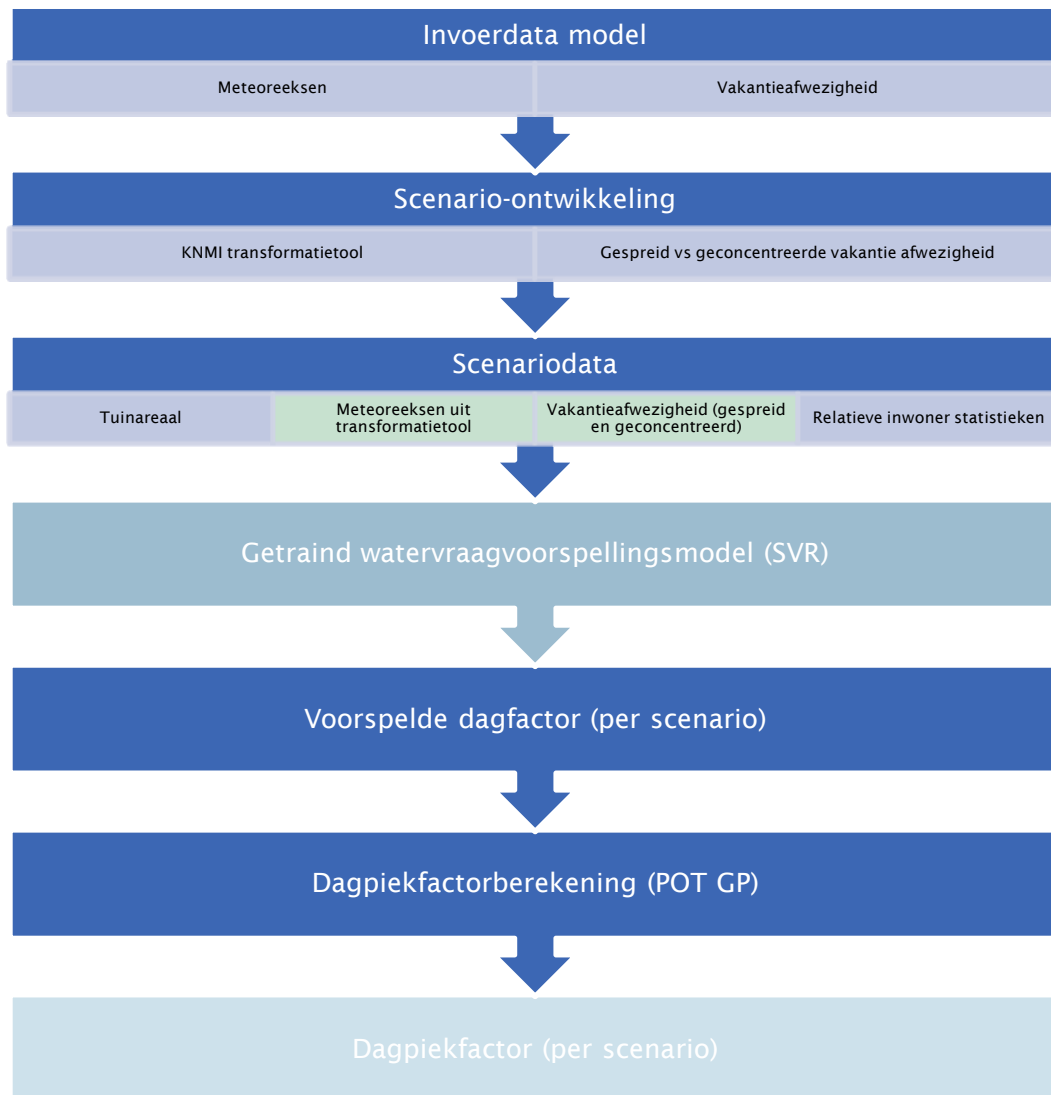 Invoerdata model
Meteoreeksen
Vakantieafwezigheid
Scenario-ontwikkeling
KNMI transformatietool
Gespreid vs geconcentreerde vakantie afwezigheid
Scenariodata
Tuinareaal
Meteoreeksen uit
transformatietool
Vakantieafwezigheid (gespreid
en geconcentreerd)
Relatieve inwoner statistieken
Getraind watervraagvoorspellingsmodel (SVR)
Voorspelde dagfactor (per scenario)
Dagpiekfactorberekening (POT GP)
Dagpiekfactor (per scenario)